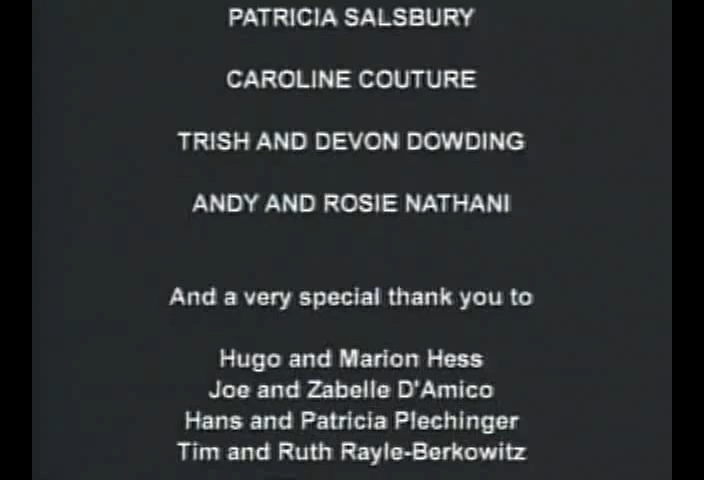 PATRICIA SALSBURY
CAROLINE COUTURE
TRISH AND DEVON DOWDING
ANDY AND ROSIE NATHANI
And a very special thank you to
Hugo and Marion Hess
Joe and Zabelle D'Amico
Hans and Patricia Plechinger
Tim and Ruth Rayle-Berkowitz